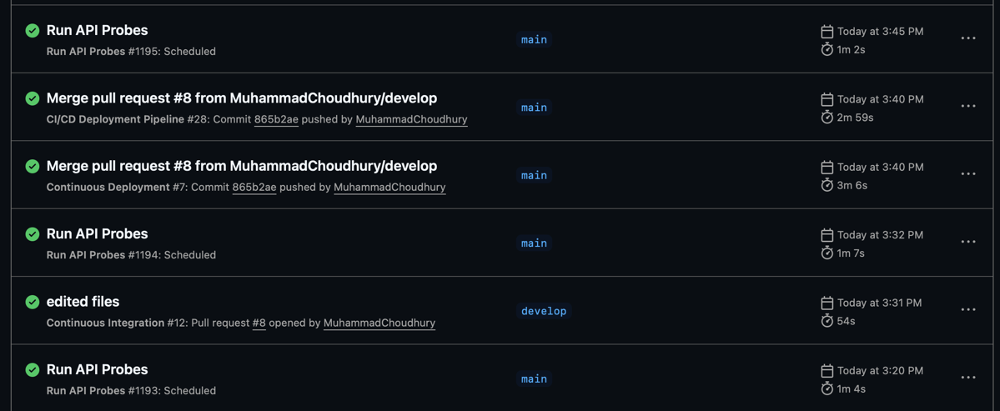 Run API Probes
Run API Probes #1195: Scheduled
main
Today at 3:45 PM
1m 2s
Merge pull request #8 from MuhammadChoudhury/develop
CI/CD Deployment Pipeline #28: Commit 865b2ae pushed by MuhammadChoudhury
main
Today at 3:40 PM
2m 59s
Merge pull request #8 from MuhammadChoudhury/develop
Continuous Deployment #7: Commit 865b2ae pushed by MuhammadChoudhury
main
Today at 3:40 PM
3m 6s
Run API Probes
Run API Probes #1194: Scheduled
main
Today at 3:32 PM
1m 7s
edited files
Continuous Integration #12: Pull request #8 opened by MuhammadChoudhury
develop
Today at 3:31 PM
54s
Run API Probes
Run API Probes #1193: Scheduled
main
Today at 3:20 PM
1m 4s